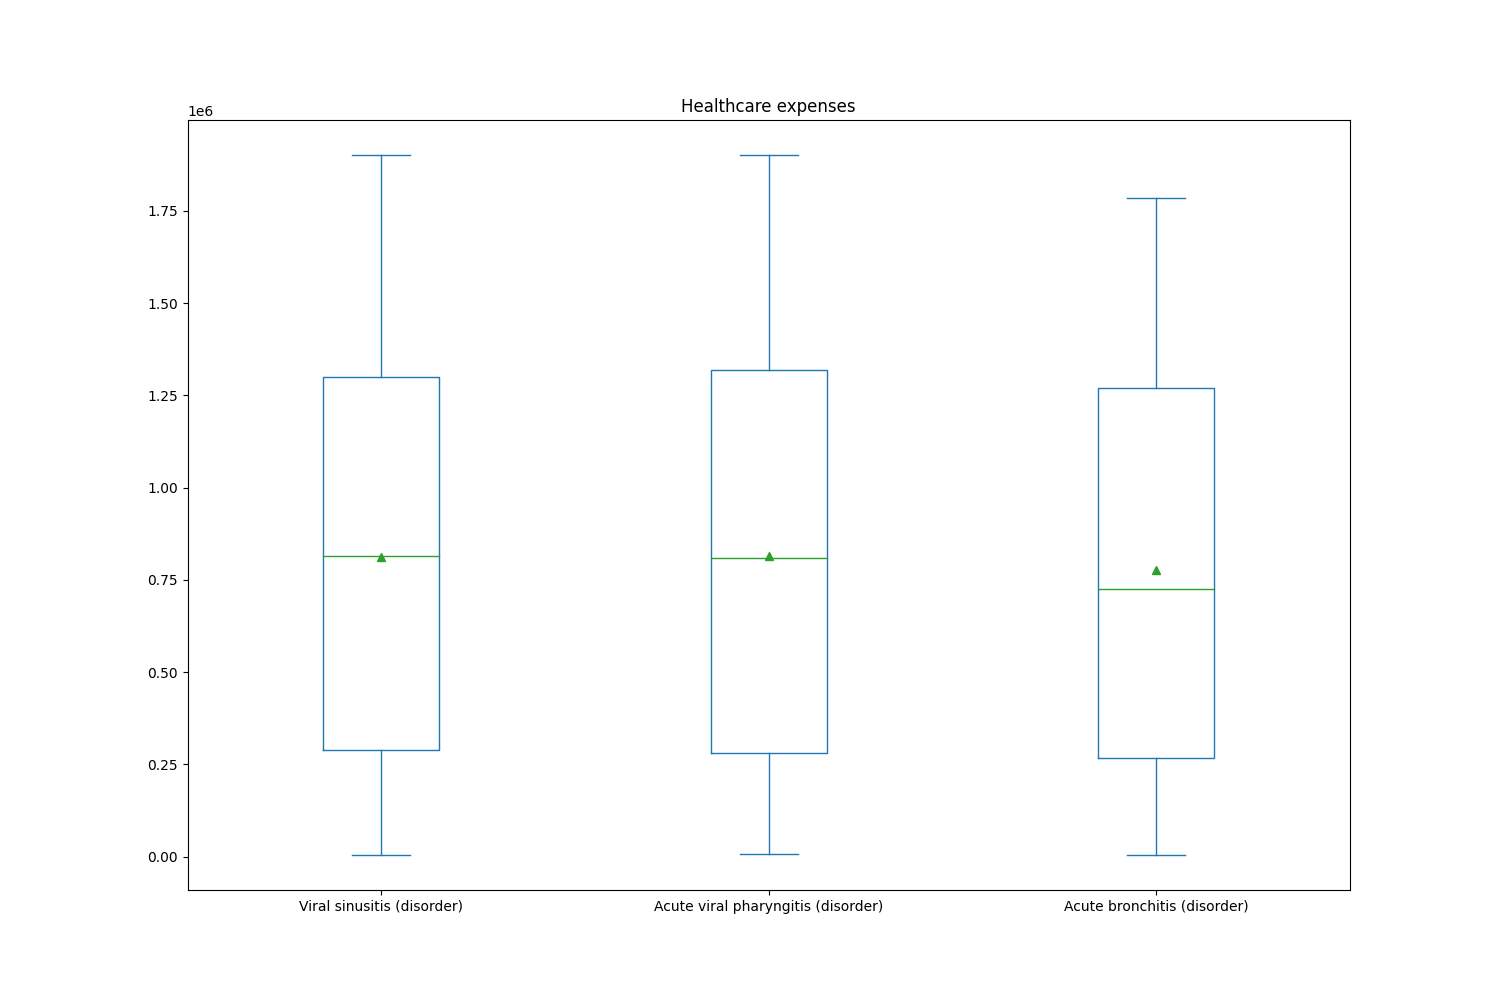 Healthcare expenses
1e6
1.75
1.50
1.25
1.00
0.75
0.50
0.25
0.00
Viral sinusitis (disorder)
Acute viral pharyngitis (disorder)
Acute bronchitis (disorder)